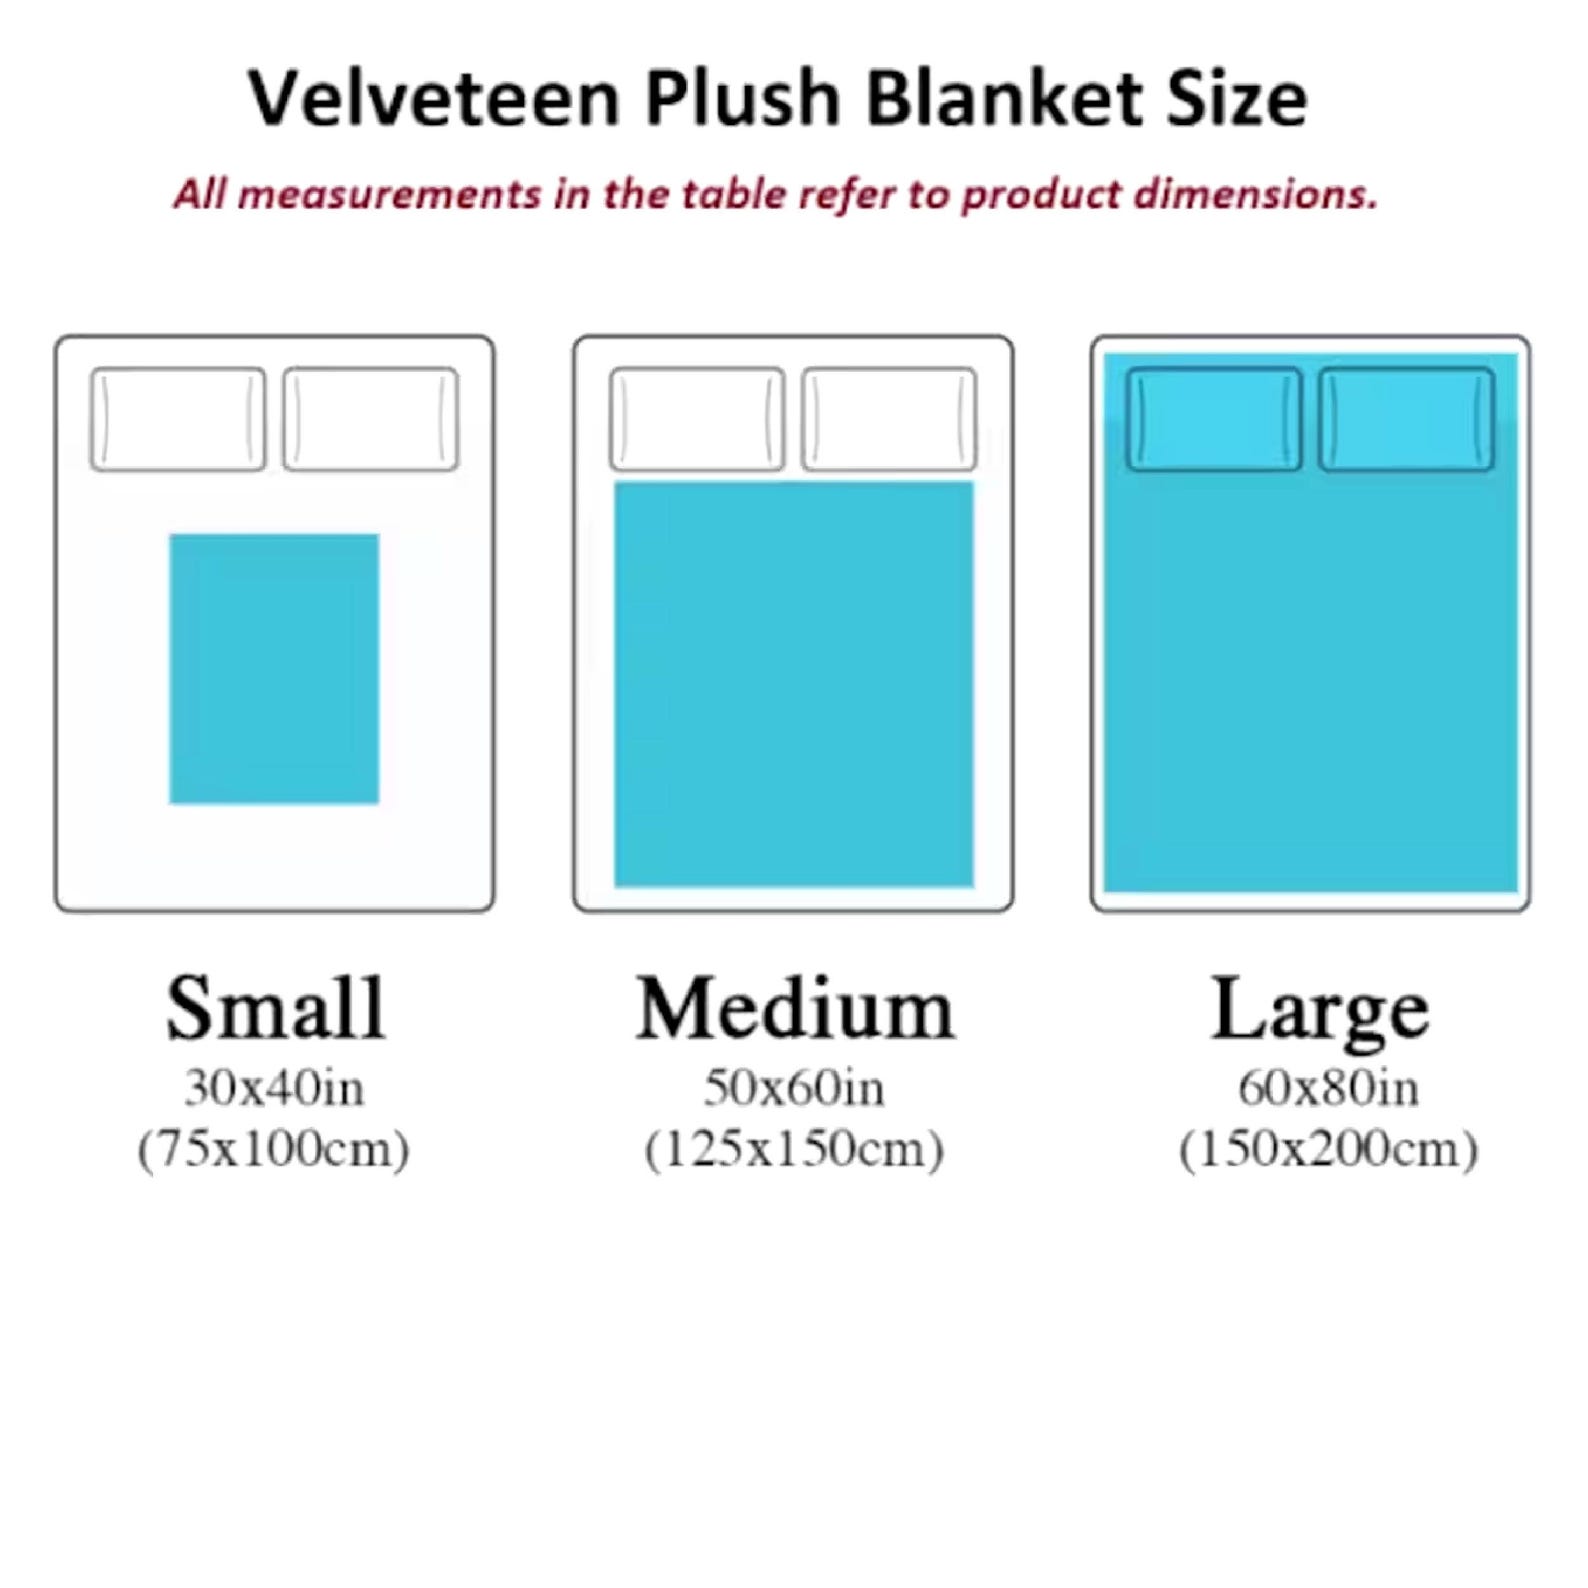 Velveteen Plush Blanket Size
All measurements in the table refer to product dimensions.
Small
30x40in
(75x100cm)
Medium
50x60in
(125x150cm)
Large
60x80in
(150x200cm)